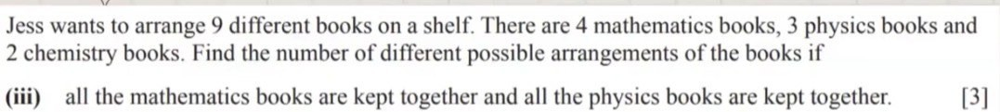 Jess wants to arrange 9 different books on a shelf. There are 4 mathematics books, 3 physics books and
2 chemistry books. Find the number of different possible arrangements of the books if
(iii) all the mathematics books are kept together and all the physics books are kept together. [3]